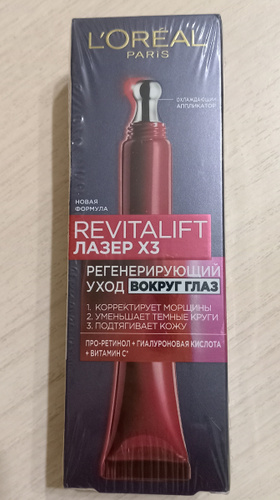 L'ORÉAL
PARIS
ОХЛАЖДАЮЩИЙ
АППЛИКАТОР
НОВАЯ
ФОРМУЛА
REVITALIFT
ЛАЗЕР X3
РЕГЕНЕРИРУЮЩИЙ
УХОД ВОКРУГ ГЛАЗ
1. КОРРЕКТИРУЕТ МОРЩИНЫ
2. УМЕНЬШАЕТ ТЕМНЫЕ КРУГИ
3. ПОДТЯГИВАЕТ КОЖУ
ПРО-РЕТИНОЛ + ГИАЛУРОНОВАЯ КИСЛОТА
+ ВИТАМИН С*